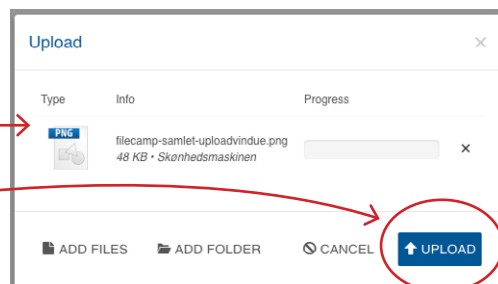 Upload
×
Type Info Progress
PNG
filecamp-samlet-uploadvindue.png
48 KB • Skønhedsmaskinen
×
ADD FILES ADD FOLDER CANCEL UPLOAD